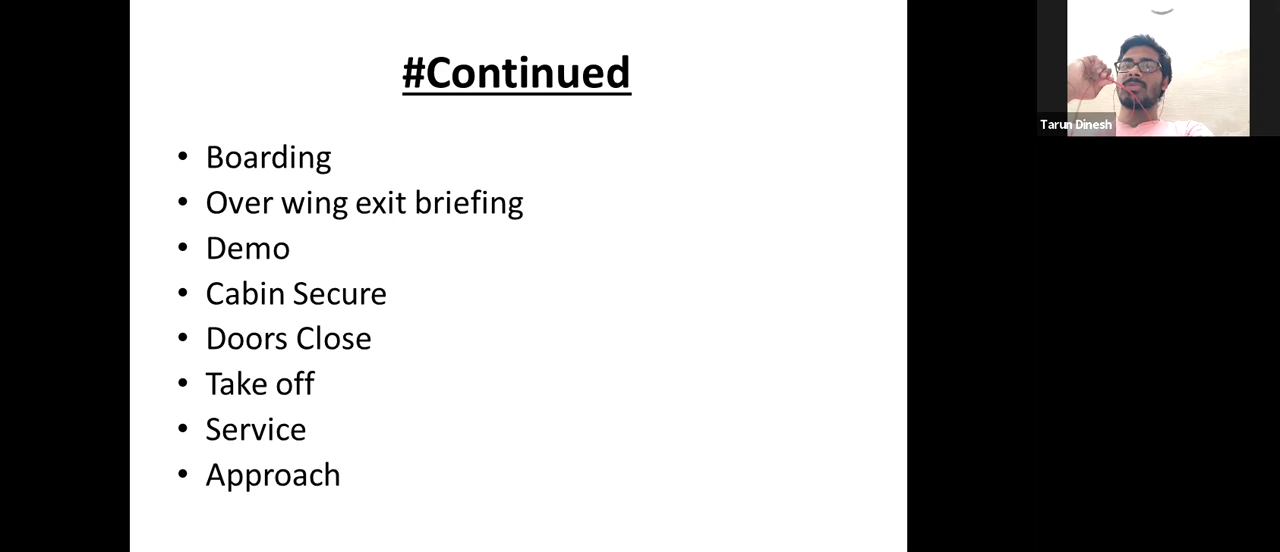 #Continued
• Boarding
• Over wing exit briefing
• Demo
• Cabin Secure
• Doors Close
• Take off
• Service
• Approach
Tarun Dinesh